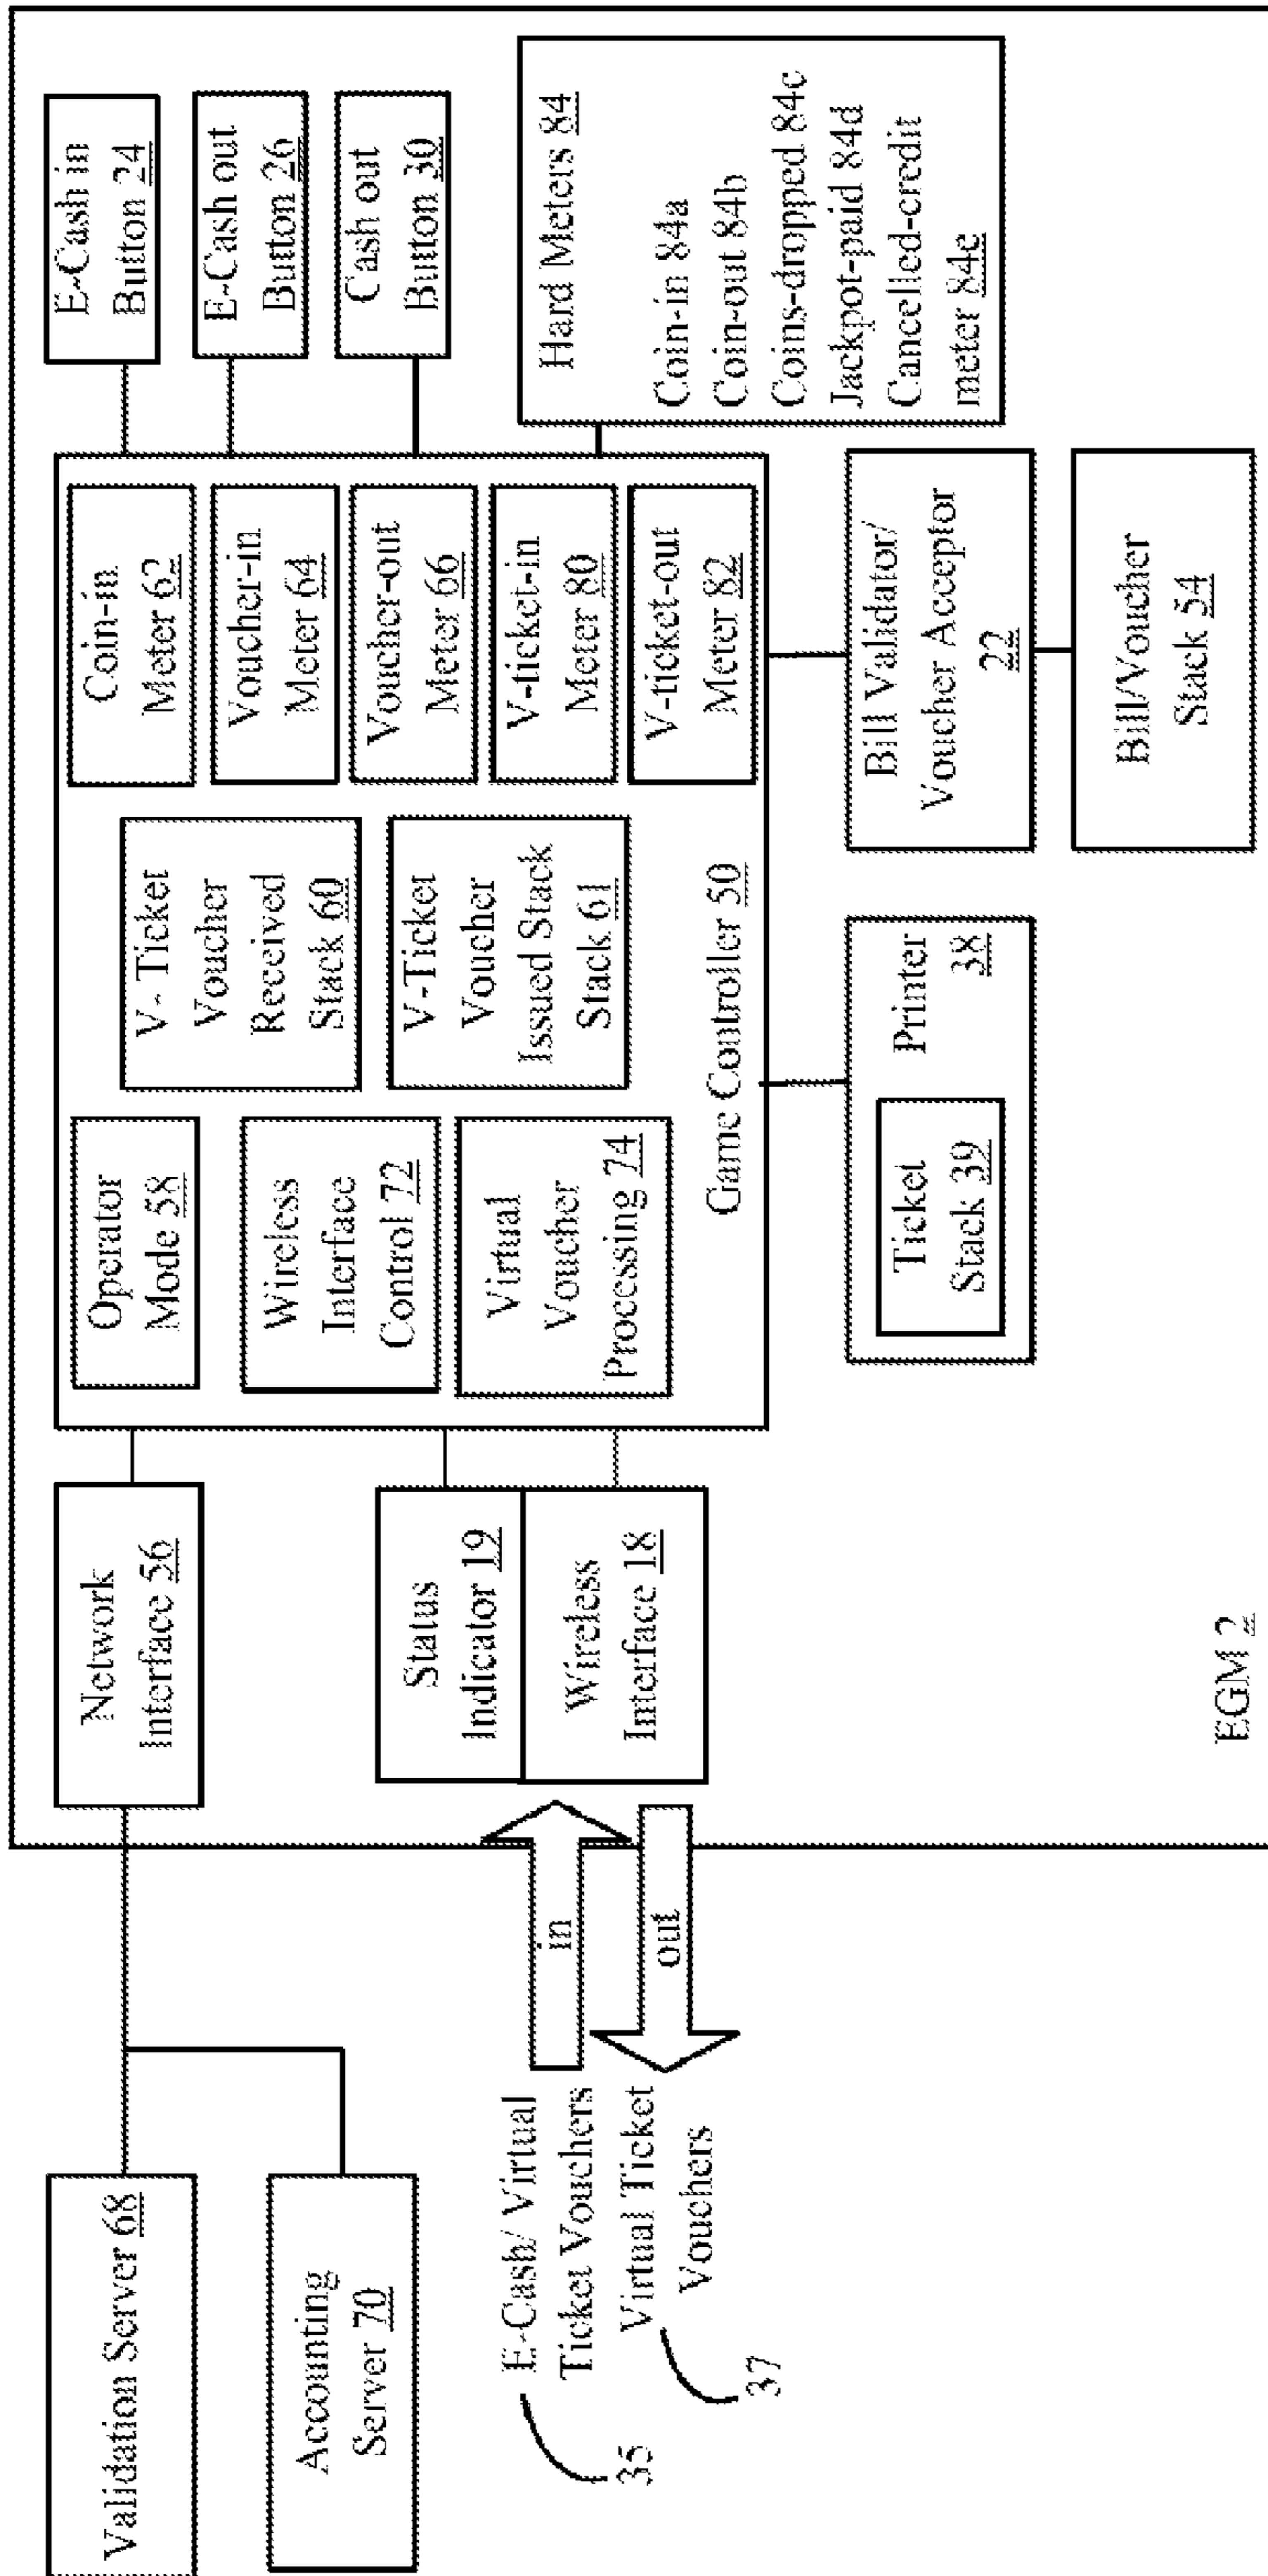 Validation Server 68
Accounting
Server 70
E-Cash/ Virtual
Ticket Vouchers
Virtual Ticket
Vouchers
35
37
in
out
Network
Interface 56
Status
Indicator 19
Wireless
Interface 18
EGM 2
Operator
Mode 58
Wireless
Interface
Control 72
Virtual
Voucher
Processing 74
V- Ticket
Voucher
Received
Stack 60
V-Ticket
Voucher
Issued Stack
Stack 61
Game Controller 50
Coin-in
Meter 62
Voucher-in
Meter 64
Voucher-out
Meter 66
V-ticket-in
Meter 80
V-ticket-out
Meter 82
Printer
38
Ticket
Stack 39
Bill Validator/
Voucher Acceptor
22
Bill/Voucher
Stack 54
E-Cash in
Button 24
E-Cash out
Button 26
Cash out
Button 30
Hard Meters 84
Coin-in 84a
Coin-out 84b
Coins-dropped 84c
Jackpot-paid 84d
Cancelled-credit
meter 84e